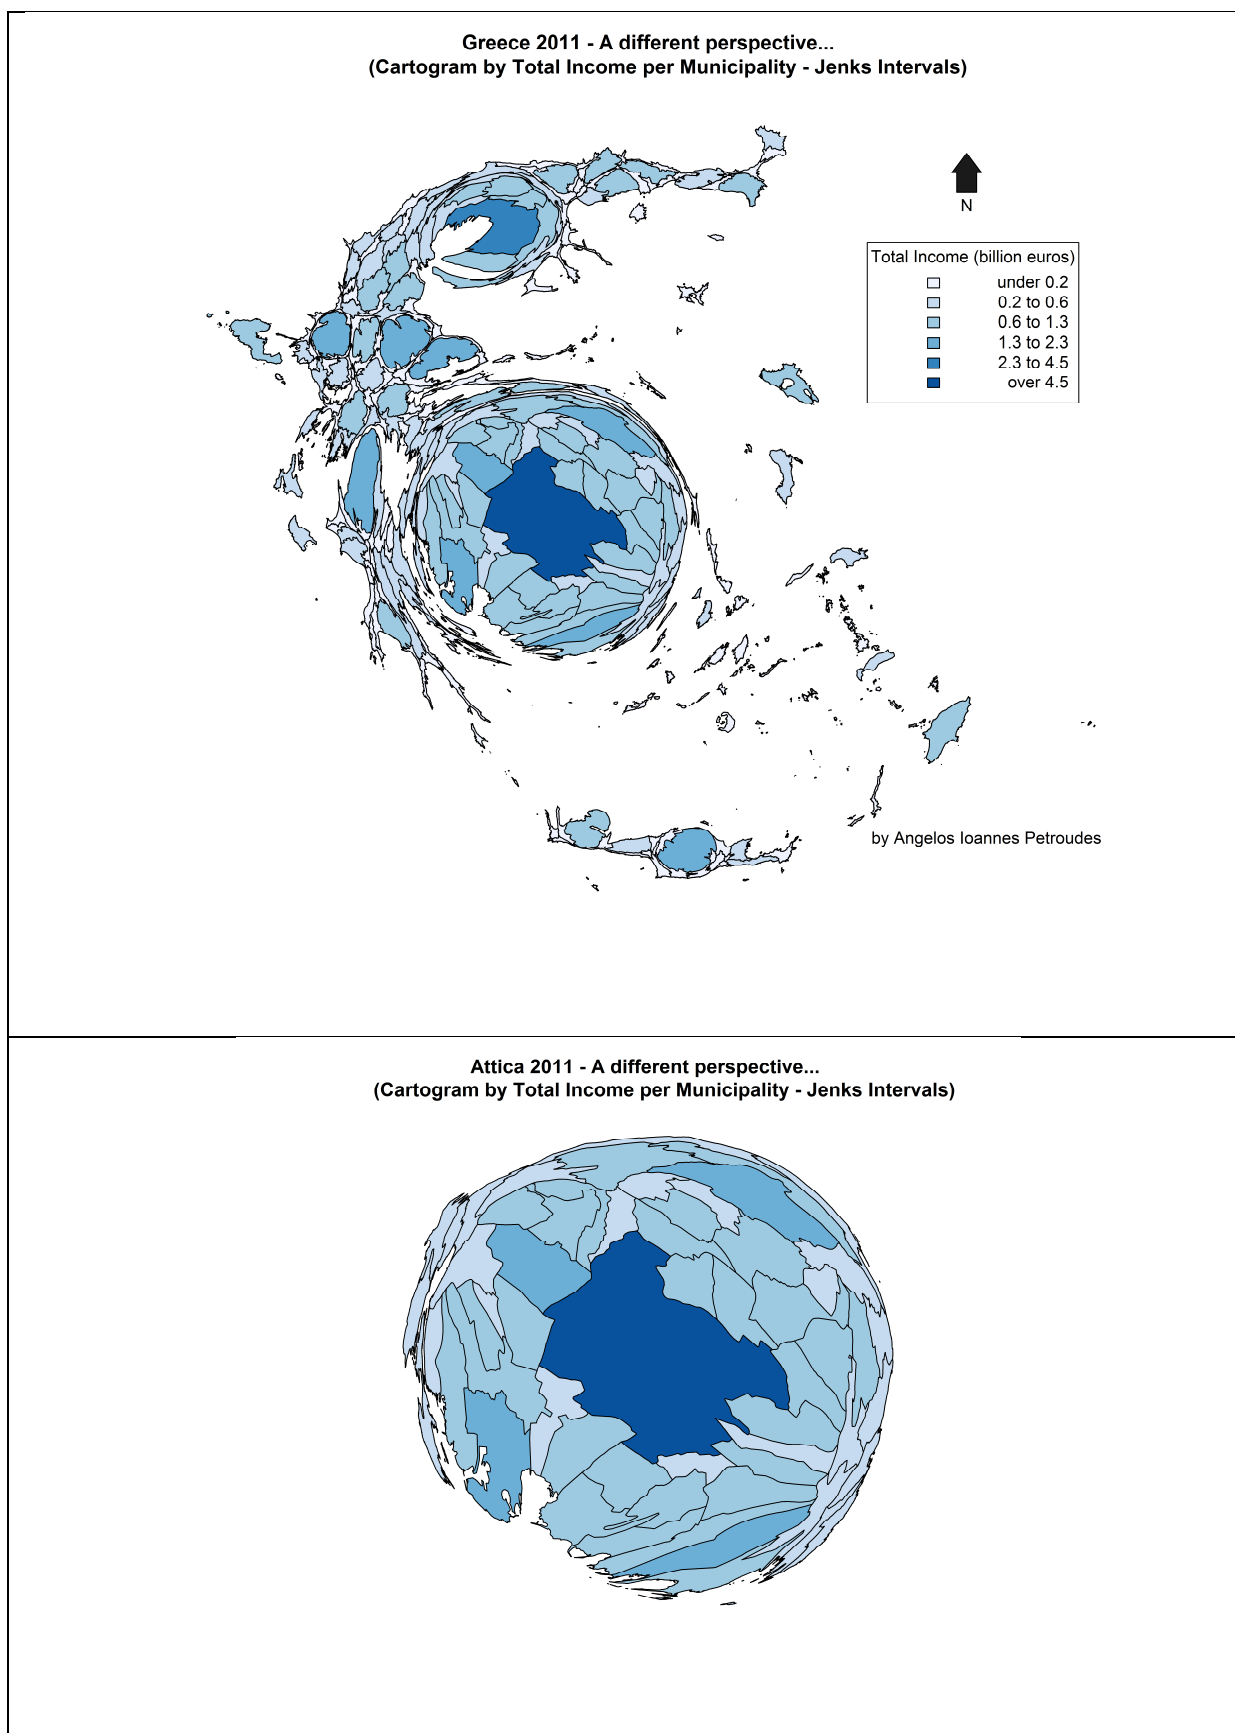 Greece 2011 - A different perspective...
(Cartogram by Total Income per Municipality - Jenks Intervals)
N
Total Income (billion euros)
under 0.2
0.2 to 0.6
0.6 to 1.3
1.3 to 2.3
2.3 to 4.5
over 4.5
by Angelos Ioannes Petroudes
Attica 2011 - A different perspective...
(Cartogram by Total Income per Municipality - Jenks Intervals)